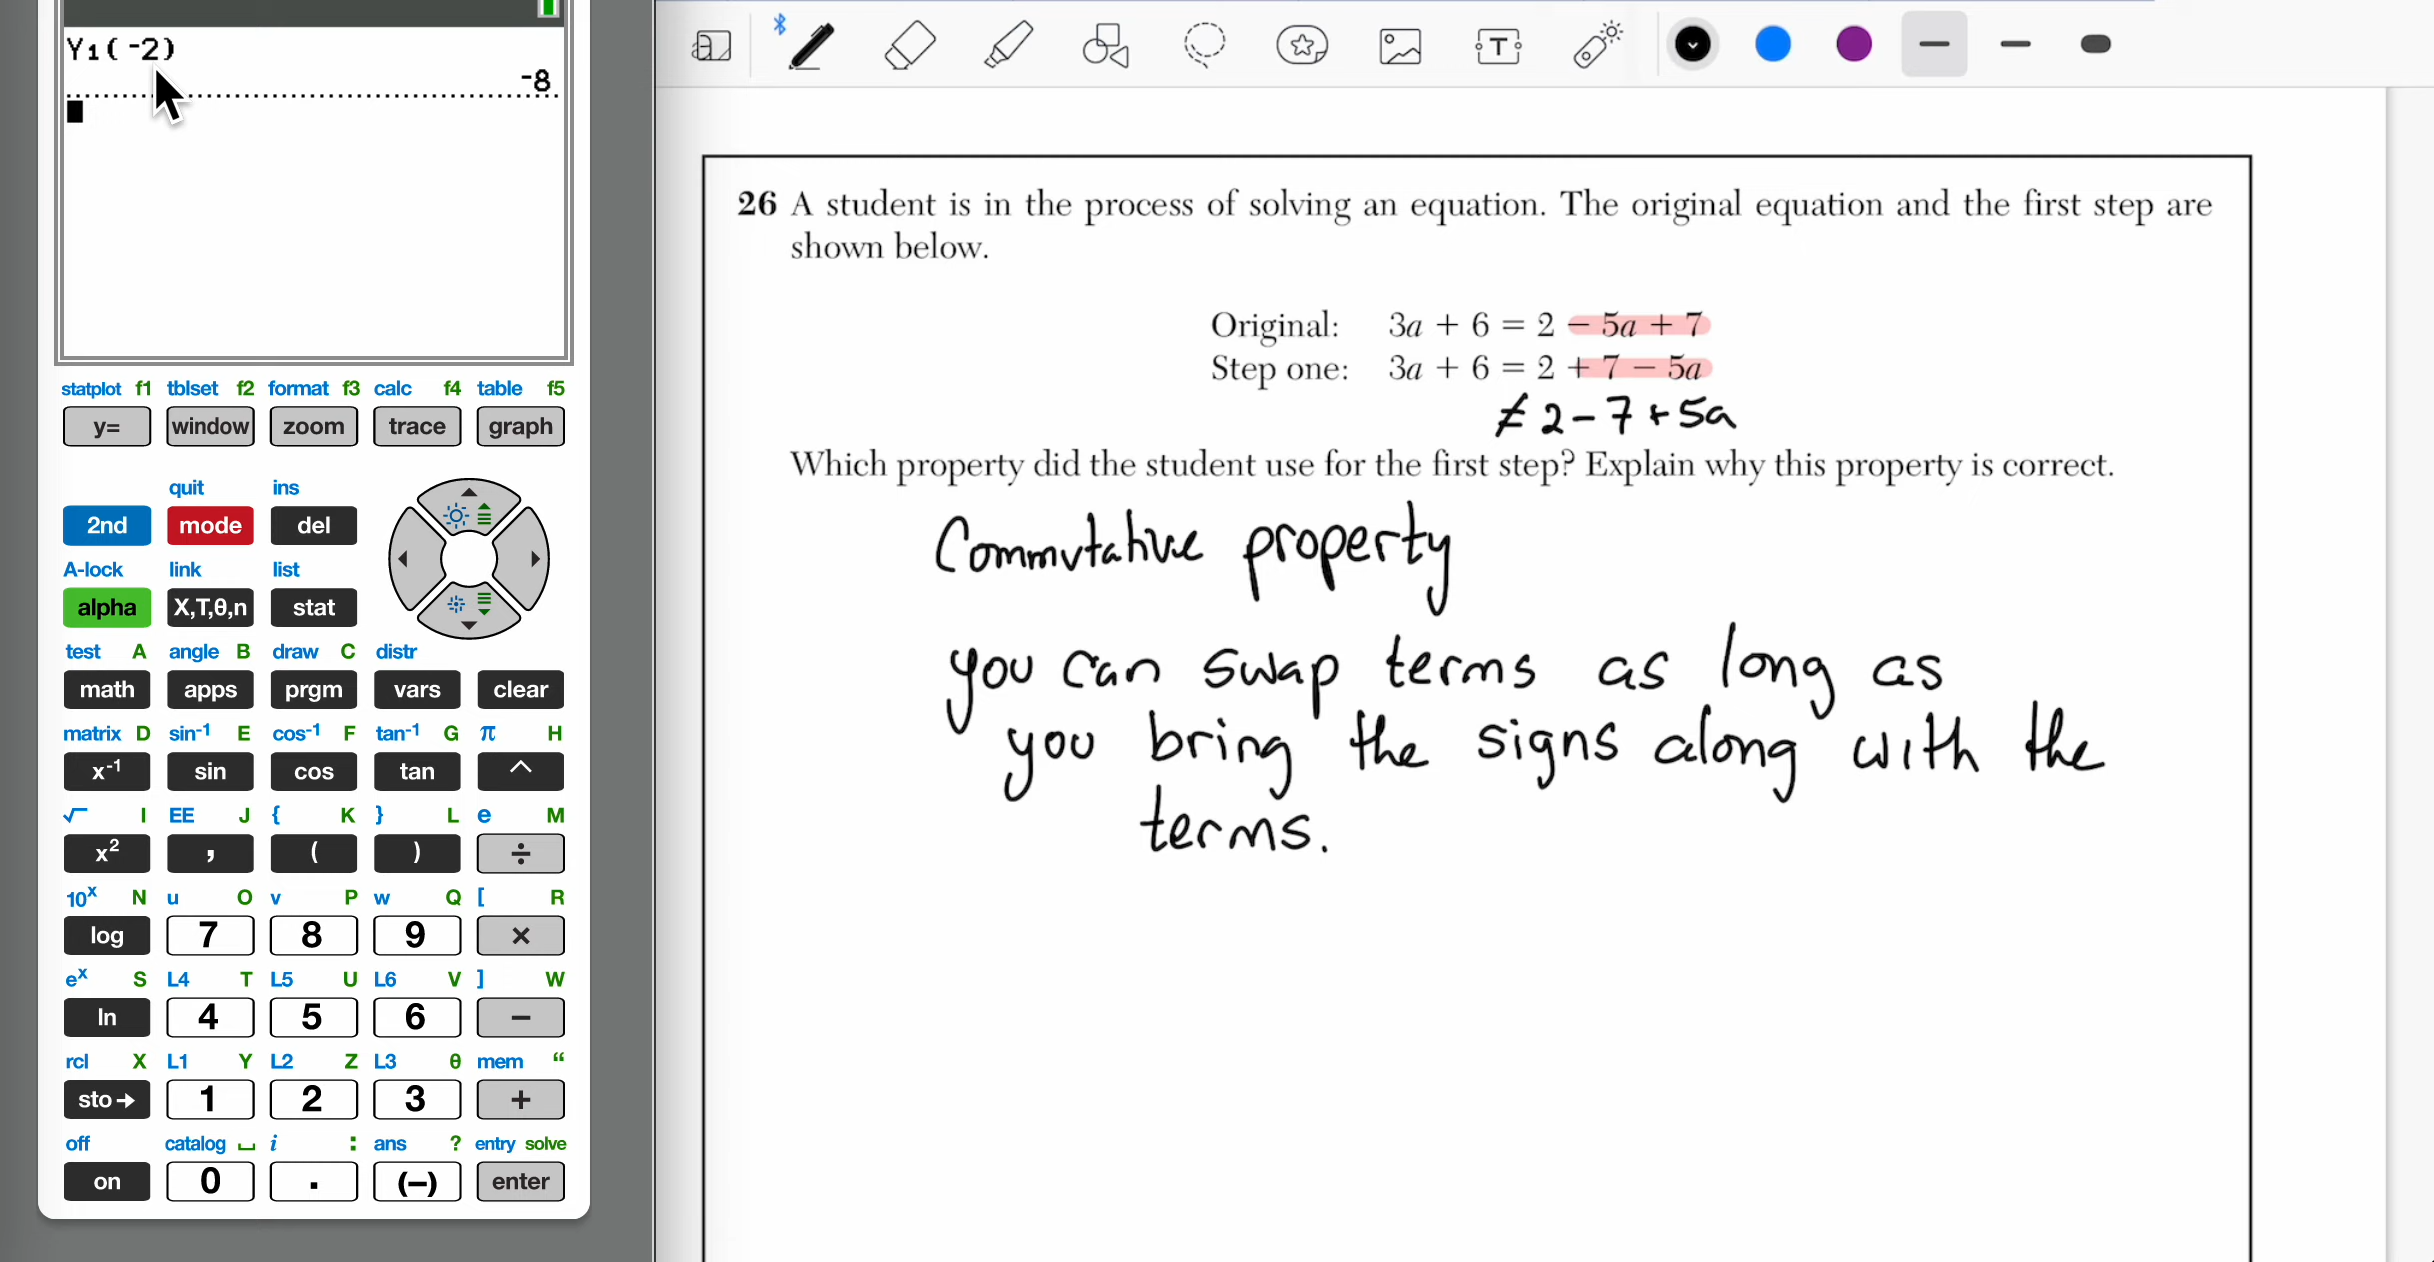 Y₁(-2)
-8
statplot f1 tblset f2 format f3 calc f4 table f5
y= window zoom trace graph
quit ins
2nd mode del
A-lock link list
alpha X,T,θ,n stat
test A angle B draw C distr
math apps prgm vars clear
matrix D sin⁻¹ E cos⁻¹ F tan⁻¹ G π H
x⁻¹ sin cos tan ^
√ I EE J { K } L e M
x² , ( ) ÷
10ˣ N u O v P w Q [ R
log 7 8 9 ×
eˣ S L4 T L5 U L6 V ] W
ln 4 5 6 −
rcl X L1 Y L2 Z L3 θ mem “
sto→ 1 2 3 +
off catalog ⎵ i : ans ? entry solve
on 0 . (−) enter
a T
26 A student is in the process of solving an equation. The original equation and the first step are
shown below.
Original: 3a + 6 = 2 − 5a + 7
Step one: 3a + 6 = 2 + 7 − 5a
≠ 2 - 7 + 5a
Which property did the student use for the first step? Explain why this property is correct.
Commutative property
you can swap terms as long as
you bring the signs along with the
terms.